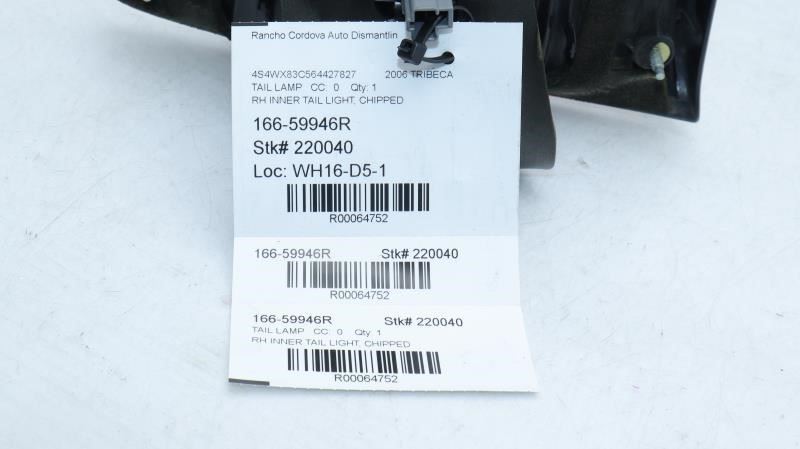 Rancho Cordova Auto Dismantlin
4S4WX83C564427827 2006 TRIBECA
TAIL LAMP CC: 0 Qty: 1
RH INNER TAIL LIGHT, CHIPPED
166-59946R
Stk# 220040
Loc: WH16-D5-1
R00064752
166-59946R Stk# 220040
R00064752
166-59946R Stk# 220040
TAIL LAMP CC: 0 Qty: 1
RH INNER TAIL LIGHT, CHIPPED
R00064752